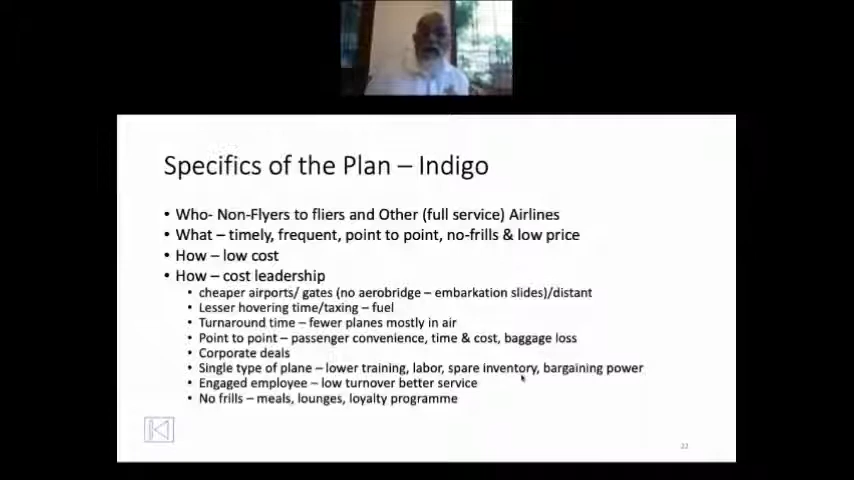 Specifics of the Plan – Indigo
• Who- Non-Flyers to fliers and Other (full service) Airlines
• What – timely, frequent, point to point, no-frills & low price
• How – low cost
• How – cost leadership
• cheaper airports/ gates (no aerobridge – embarkation slides)/distant
• Lesser hovering time/taxing – fuel
• Turnaround time – fewer planes mostly in air
• Point to point – passenger convenience, time & cost, baggage loss
• Corporate deals
• Single type of plane – lower training, labor, spare inventory, bargaining power
• Engaged employee – low turnover better service
• No frills – meals, lounges, loyalty programme
22